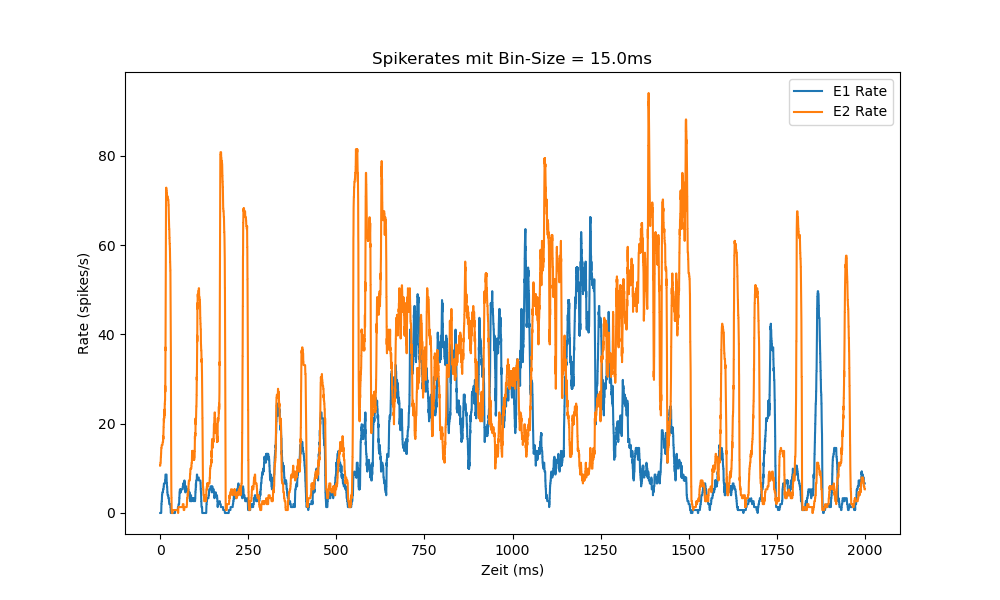 Spikerates mit Bin-Size = 15.0ms
E1 Rate
E2 Rate
Rate (spikes/s)
80
60
40
20
0
0 250 500 750 1000 1250 1500 1750 2000
Zeit (ms)